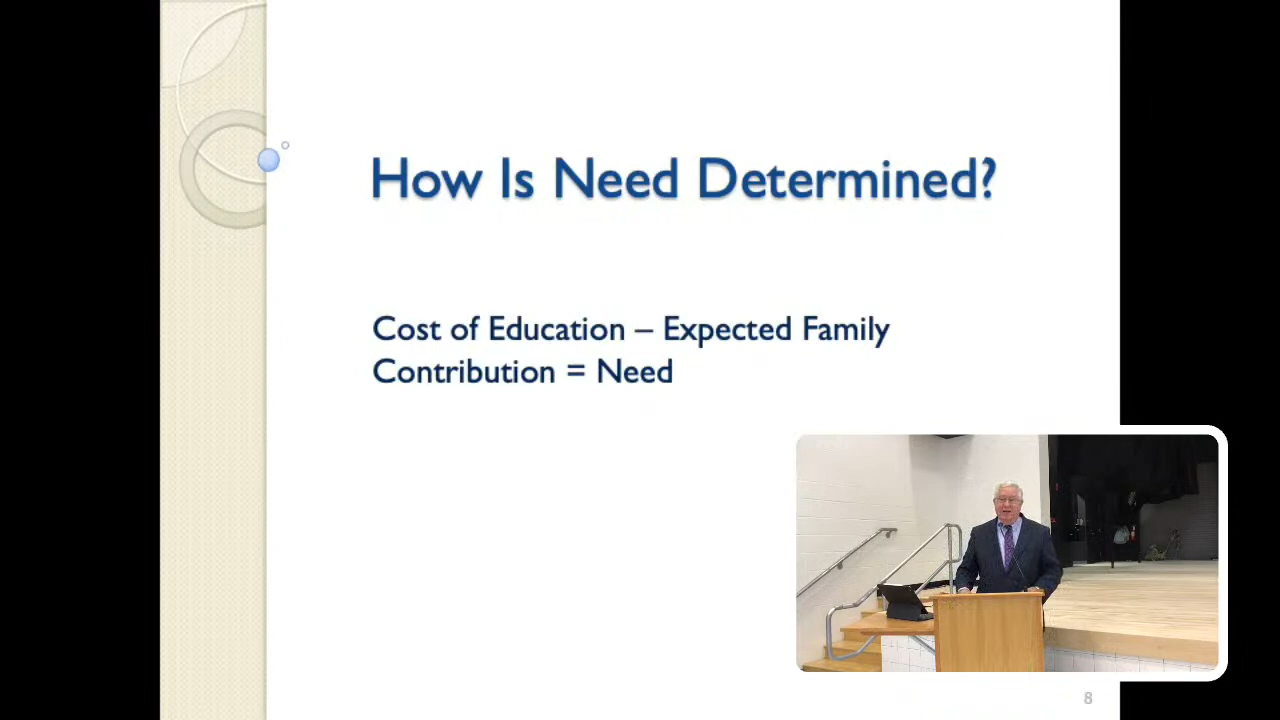 How Is Need Determined?
Cost of Education – Expected Family
Contribution = Need
8